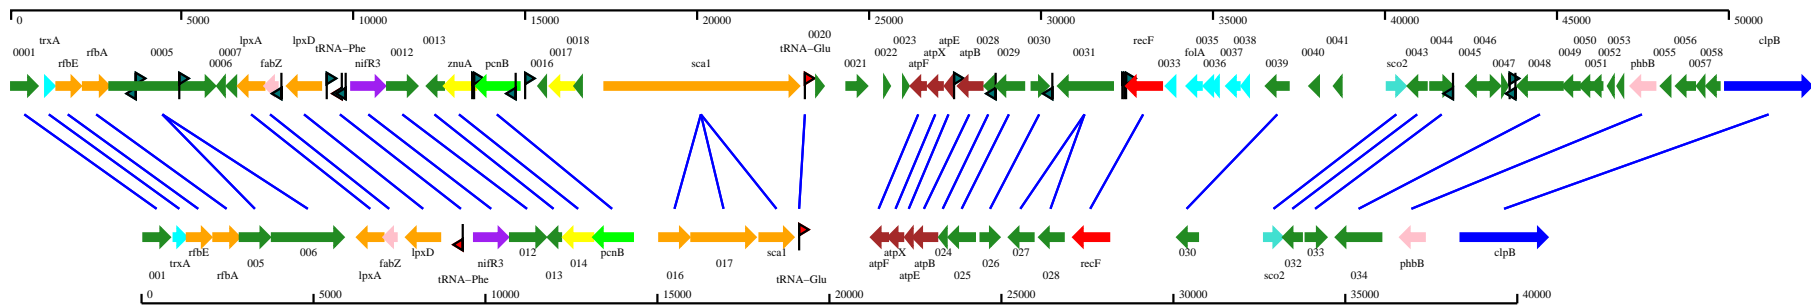 0 5000 10000 15000 20000 25000 30000 35000 40000 45000 50000
0020
trxA lpxA lpxD 0013 0018 0023 atpE 0028 0030 recF 0035 0038 0041 0044 0046 0050 0053 0056 clpB
0001 rfbA 0005 0007 tRNA−Phe 0012 0017 tRNA−Glu 0022 atpX atpB 0029 0031 folA 0037 0040 0043 0045 0049 0052 0055 0058
rfbE 0006 fabZ nifR3 znuA pcnB 0016 sca1 0021 atpF 0033 0036 0039 sco2 0047 0048 0051 phbB 0057
rfbE 006 lpxD 012 pcnB sca1 atpX 024 027 030 033 clpB
trxA rfbA 005 fabZ nifR3 014 017 atpF atpB 026 recF 032 phbB
001 lpxA tRNA−Phe 013 016 tRNA−Glu atpE 025 028 sco2 034
0 5000 10000 15000 20000 25000 30000 35000 40000